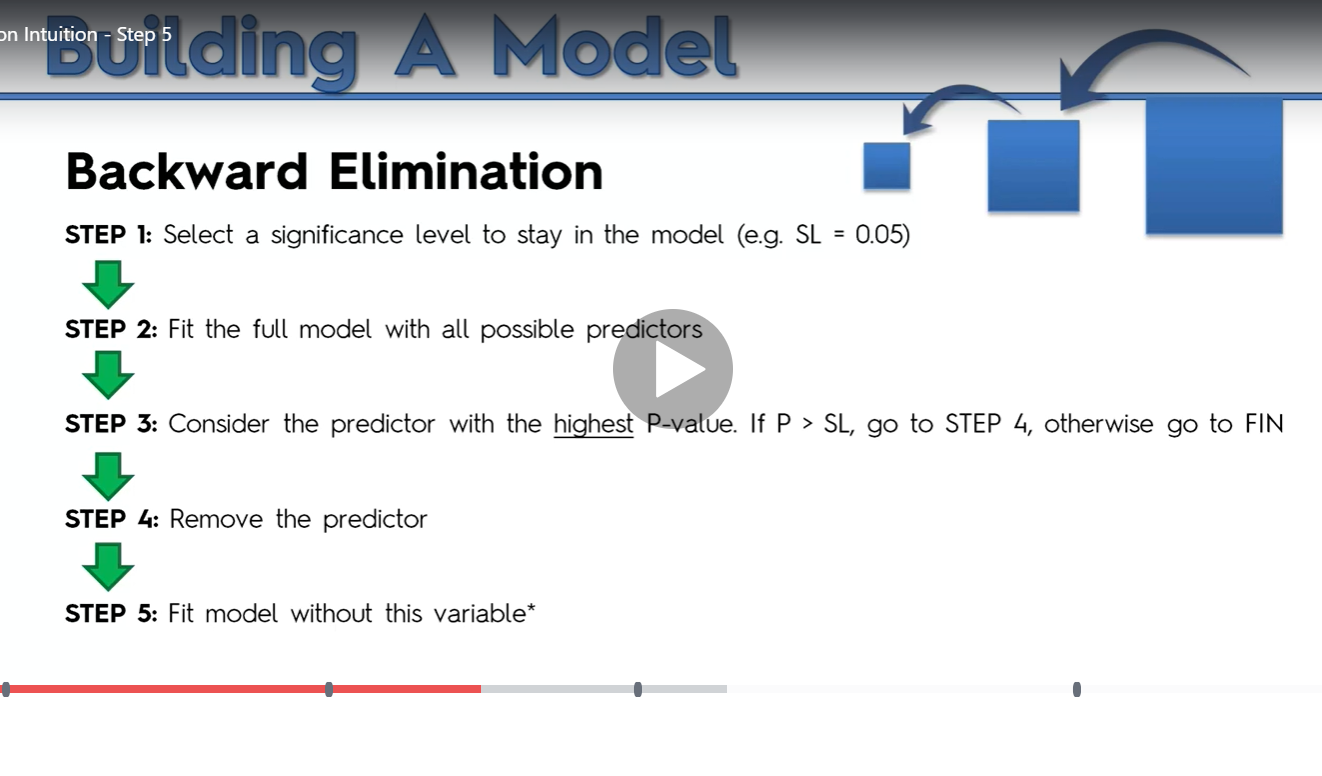 on Intuition - Step 5
Building A Model
Backward Elimination
STEP 1: Select a significance level to stay in the model (e.g. SL = 0.05)
STEP 2: Fit the full model with all possible predictors
STEP 3: Consider the predictor with the highest P-value. If P > SL, go to STEP 4, otherwise go to FIN
STEP 4: Remove the predictor
STEP 5: Fit model without this variable*